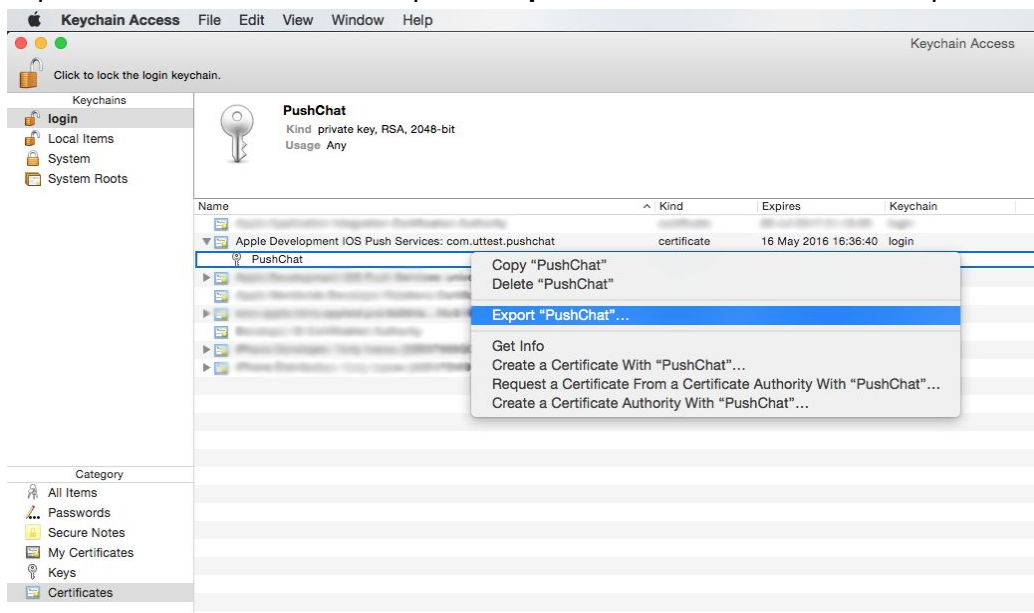 Keychain Access File Edit View Window Help
Keychain Access
Click to lock the login keychain.
Keychains
login
Local Items
System
System Roots
PushChat
Kind private key, RSA, 2048-bit
Usage Any
Name Kind Expires Keychain
Apple Development IOS Push Services: com.uttest.pushchat certificate 16 May 2016 16:36:40 login
PushChat
Copy “PushChat”
Delete “PushChat”
Export “PushChat”...
Get Info
Create a Certificate With “PushChat”...
Request a Certificate From a Certificate Authority With “PushChat”...
Create a Certificate Authority With “PushChat”...
Category
All Items
Passwords
Secure Notes
My Certificates
Keys
Certificates